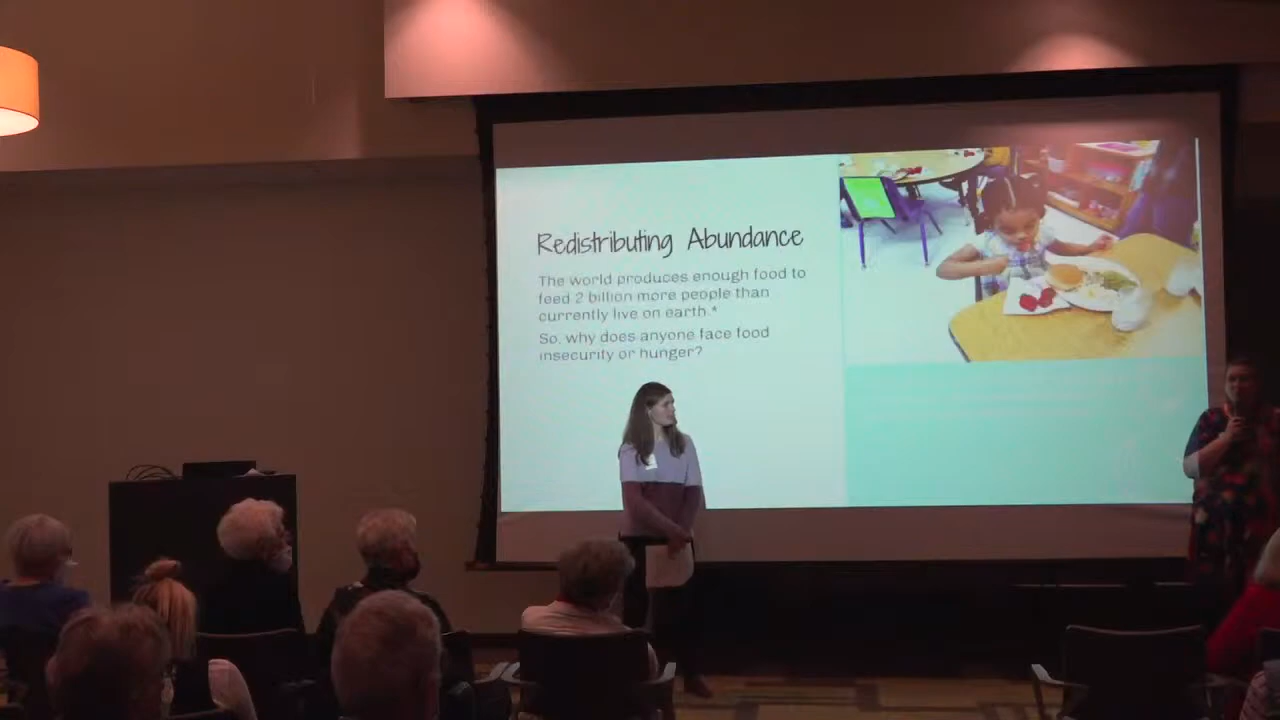 Redistributing Abundance
The world produces enough food to
feed 2 billion more people than
currently live on earth.*
So, why does anyone face food
insecurity or hunger?